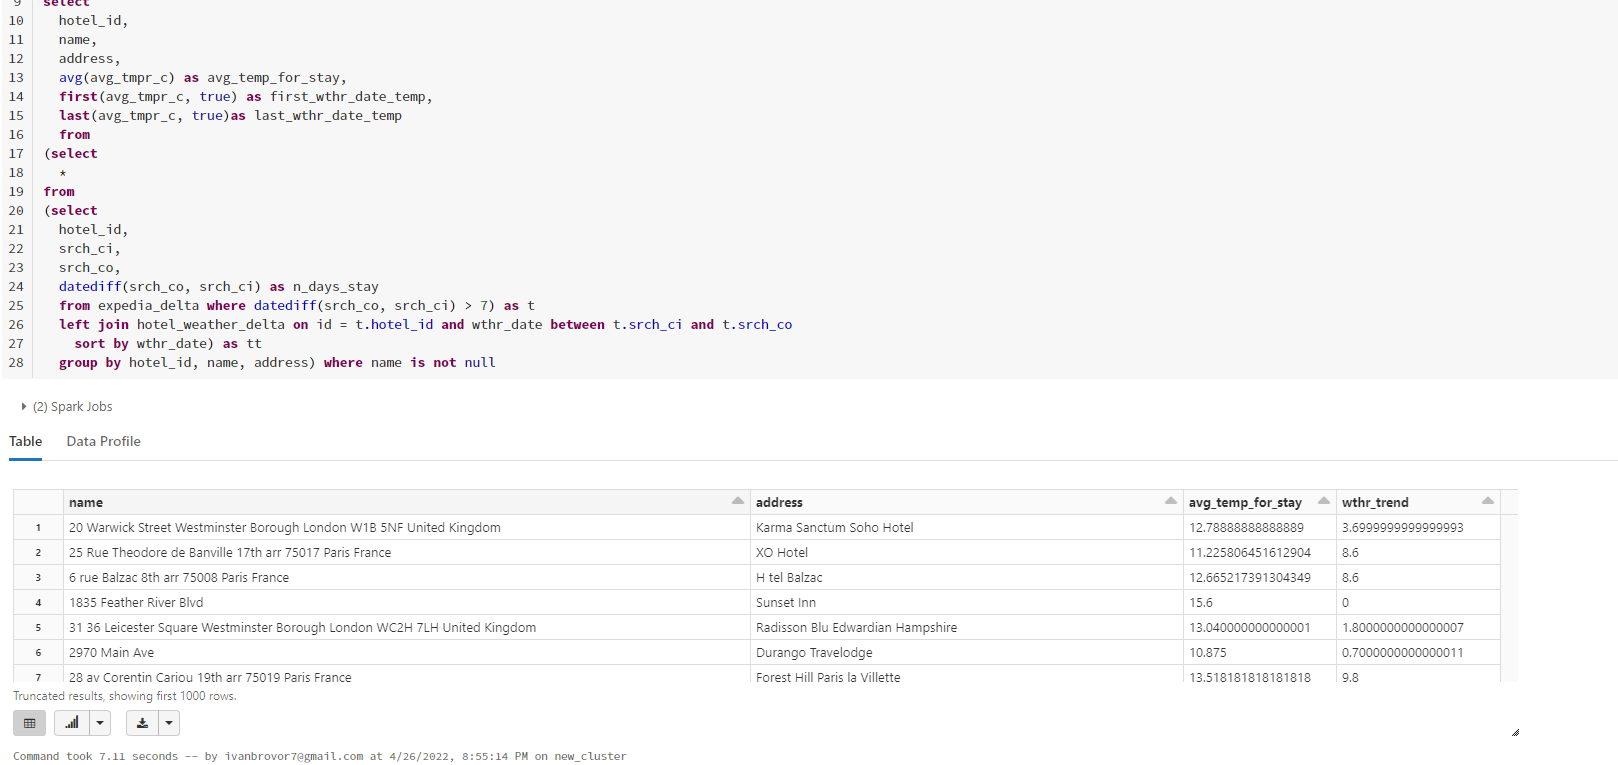 9 select
10 hotel_id,
11 name,
12 address,
13 avg(avg_tmpr_c) as avg_temp_for_stay,
14 first(avg_tmpr_c, true) as first_wthr_date_temp,
15 last(avg_tmpr_c, true)as last_wthr_date_temp
16 from
17 (select
18 *
19 from
20 (select
21 hotel_id,
22 srch_ci,
23 srch_co,
24 datediff(srch_co, srch_ci) as n_days_stay
25 from expedia_delta where datediff(srch_co, srch_ci) > 7) as t
26 left join hotel_weather_delta on id = t.hotel_id and wthr_date between t.srch_ci and t.srch_co
27 sort by wthr_date) as tt
28 group by hotel_id, name, address) where name is not null
(2) Spark Jobs
Table Data Profile
name address avg_temp_for_stay wthr_trend
1 20 Warwick Street Westminster Borough London W1B 5NF United Kingdom Karma Sanctum Soho Hotel 12.78888888888889 3.6999999999999993
2 25 Rue Theodore de Banville 17th arr 75017 Paris France XO Hotel 11.225806451612904 8.6
3 6 rue Balzac 8th arr 75008 Paris France H tel Balzac 12.665217391304349 8.6
4 1835 Feather River Blvd Sunset Inn 15.6 0
5 31 36 Leicester Square Westminster Borough London WC2H 7LH United Kingdom Radisson Blu Edwardian Hampshire 13.040000000000001 1.8000000000000007
6 2970 Main Ave Durango Travelodge 10.875 0.7000000000000011
7 28 av Corentin Cariou 19th arr 75019 Paris France Forest Hill Paris la Villette 13.518181818181818 9.8
Truncated results, showing first 1000 rows.
Command took 7.11 seconds -- by ivanbrovor7@gmail.com at 4/26/2022, 8:55:14 PM on new_cluster